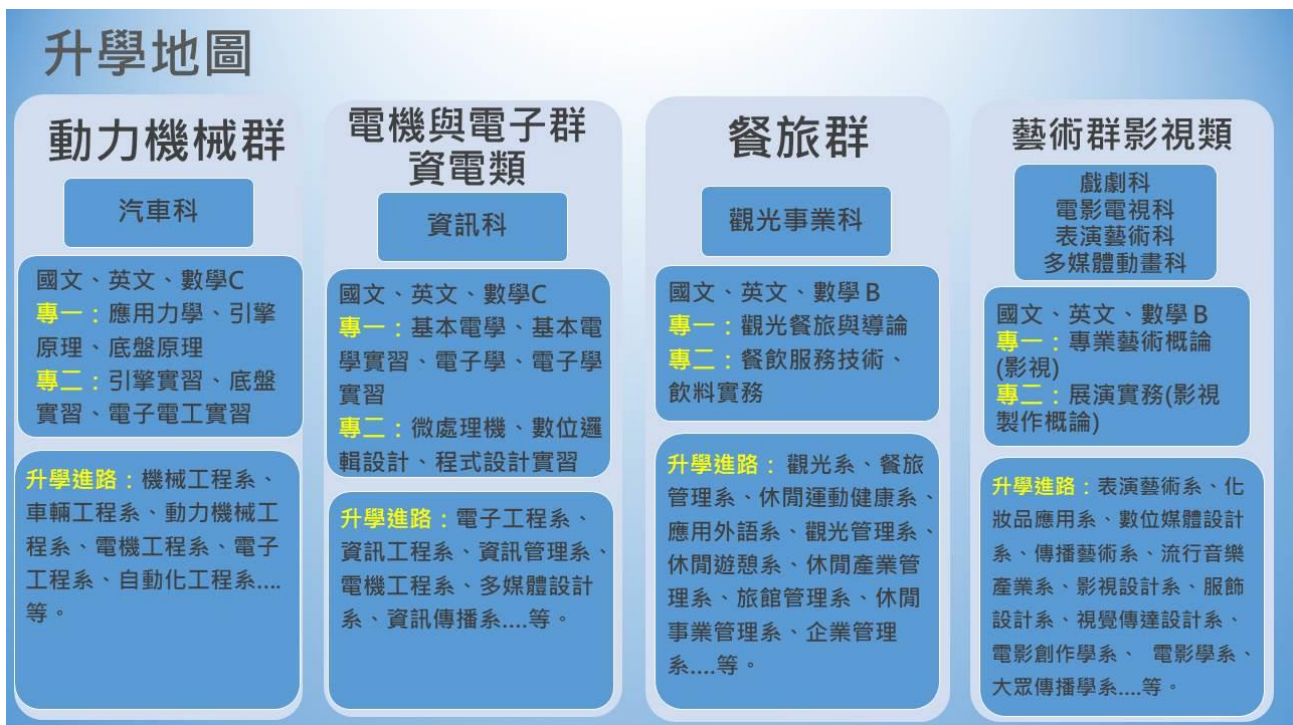 升學地圖
動力機械群
汽車科
國文、英文、數學C
專一：應用力學、引擎
原理、底盤原理
專二：引擎實習、底盤
實習、電子電工實習
升學進路：機械工程系、
車輛工程系、動力機械工
程系、電機工程系、電子
工程系、自動化工程系....
等。
電機與電子群
資電類
資訊科
國文、英文、數學C
專一：基本電學、基本電
學實習、電子學、電子學
實習
專二：微處理機、數位邏
輯設計、程式設計實習
升學進路：電子工程系、
資訊工程系、資訊管理系、
電機工程系、多媒體設計
系、資訊傳播系....等。
餐旅群
觀光事業科
國文、英文、數學 B
專一：觀光餐旅與導論
專二：餐飲服務技術、
飲料實務
升學進路： 觀光系、餐旅
管理系、休閒運動健康系、
應用外語系、觀光管理系、
休閒遊憩系、休閒產業管
理系、旅館管理系、休閒
事業管理系、企業管理
系....等。
藝術群影視類
戲劇科
電影電視科
表演藝術科
多媒體動畫科
國文、英文、數學 B
專一：專業藝術概論
(影視)
專二：展演實務(影視
製作概論)
升學進路：表演藝術系、化
妝品應用系、數位媒體設計
系、傳播藝術系、流行音樂
產業系、影視設計系、服飾
設計系、視覺傳達設計系、
電影創作學系、 電影學系、
大眾傳播學系....等。